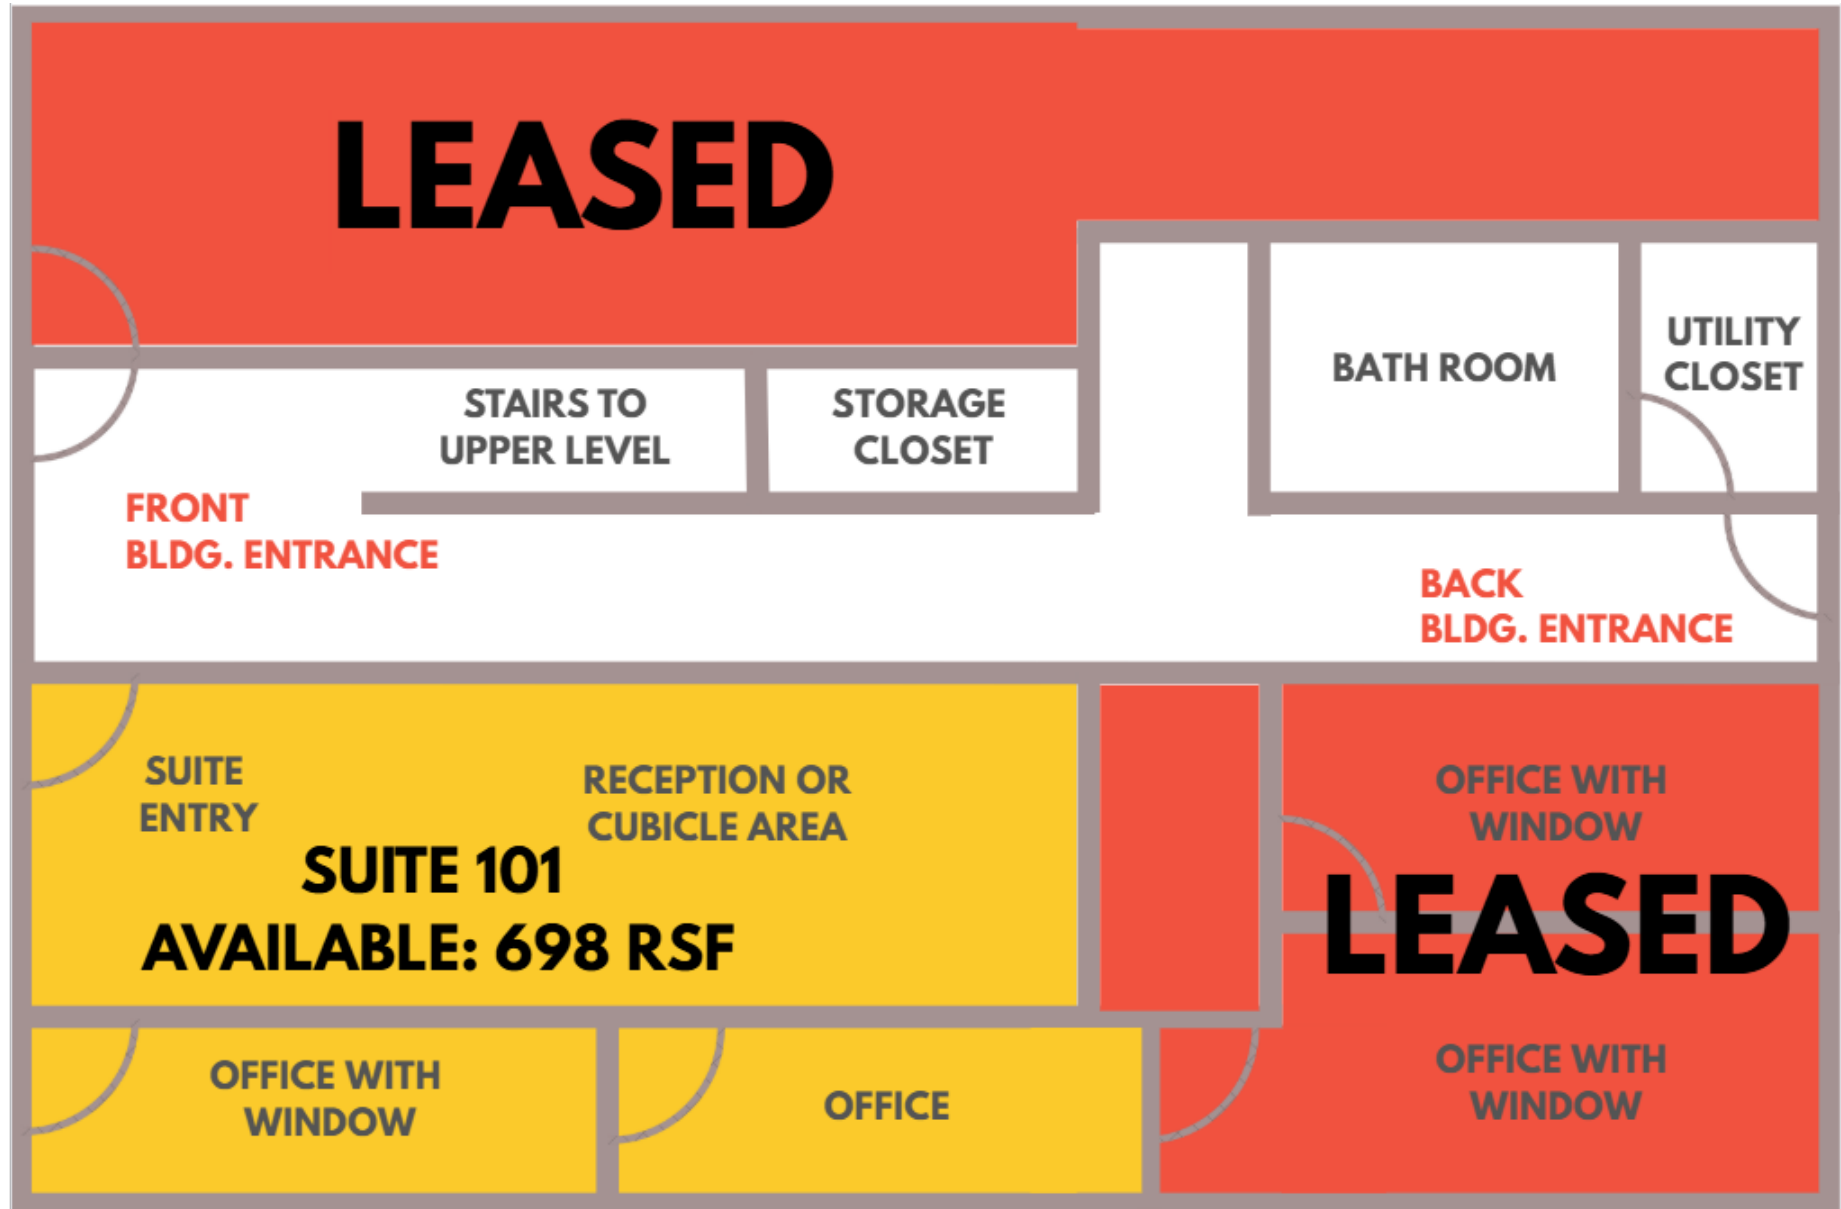 LEASED
STAIRS TO
UPPER LEVEL
STORAGE
CLOSET
BATH ROOM
UTILITY
CLOSET
FRONT
BLDG. ENTRANCE
BACK
BLDG. ENTRANCE
SUITE
ENTRY
RECEPTION OR
CUBICLE AREA
SUITE 101
AVAILABLE: 698 RSF
OFFICE WITH
WINDOW
LEASED
OFFICE WITH
WINDOW
OFFICE
OFFICE WITH
WINDOW